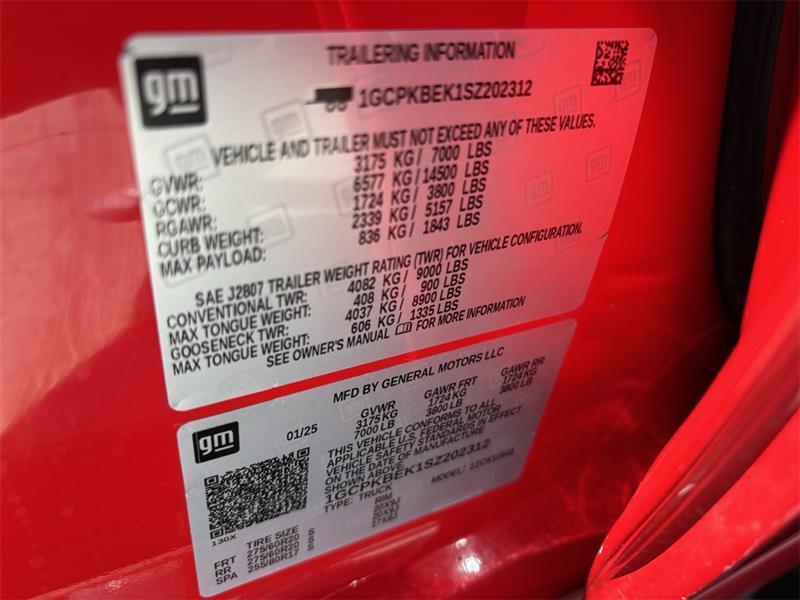 gm
TRAILERING INFORMATION
1GCPKBEK1SZ202312
VEHICLE AND TRAILER MUST NOT EXCEED ANY OF THESE VALUES.
GVWR: 3175 KG/ 7000 LBS
GCWR: 6577 KG/14500 LBS
RGAWR: 1724 KG/ 3800 LBS
CURB WEIGHT: 2339 KG/ 5157 LBS
MAX PAYLOAD: 836 KG/ 1843 LBS
SAE J2807 TRAILER WEIGHT RATING (TWR) FOR VEHICLE CONFIGURATION.
CONVENTIONAL TWR: 4082 KG/ 9000 LBS
MAX TONGUE WEIGHT: 408 KG/ 900 LBS
GOOSENECK TWR: 4037 KG/ 8900 LBS
MAX TONGUE WEIGHT: 606 KG/ 1335 LBS
SEE OWNER'S MANUAL FOR MORE INFORMATION
gm
MFD BY GENERAL MOTORS LLC
01/25 GVWR GAWR FRT GAWR RR
3175 KG 1724 KG 1724 KG
7000 LB 3800 LB 3800 LB
THIS VEHICLE CONFORMS TO ALL
APPLICABLE U.S. FEDERAL MOTOR
VEHICLE SAFETY STANDARDS IN EFFECT
ON THE DATE OF MANUFACTURE
SHOWN ABOVE.
1GCPKBEK1SZ202312
TYPE: TRUCK MODEL:
130X
TIRE SIZE RIM
FRT 275/60R20 S 20X9J
RR 275/60R20 S 20X9J
SPA 255/80R17 S 17X8J